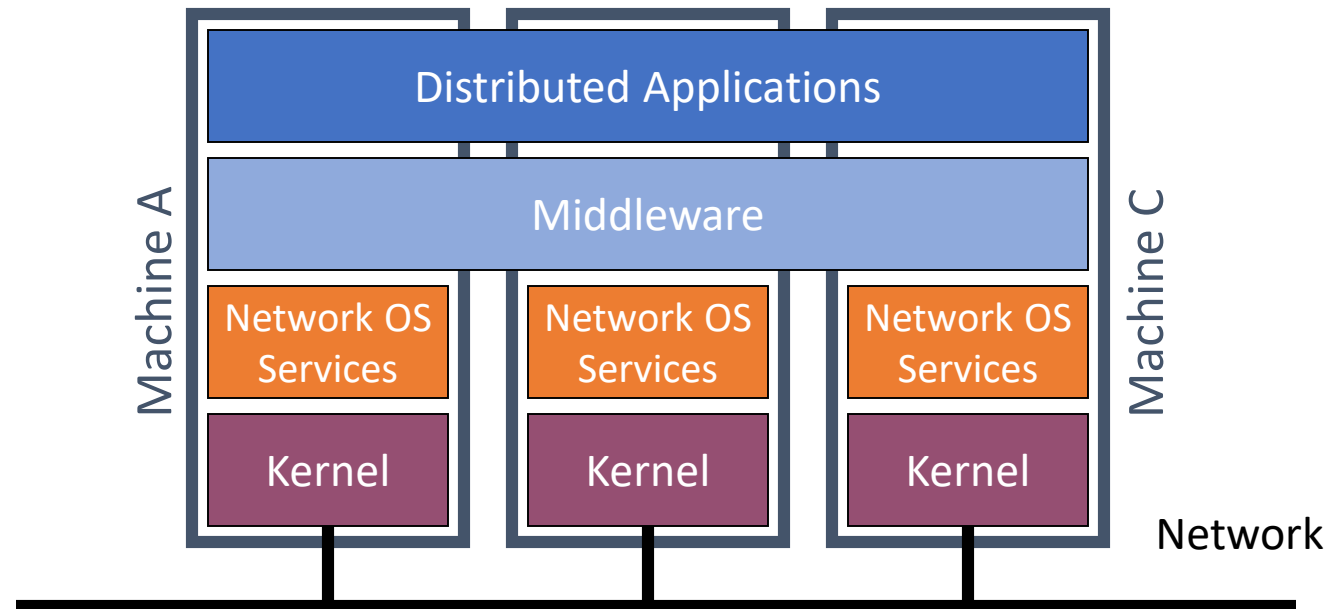 Distributed Applications
Middleware
Machine A
Machine C
Network OS
Services
Network OS
Services
Network OS
Services
Kernel
Kernel
Kernel
Network